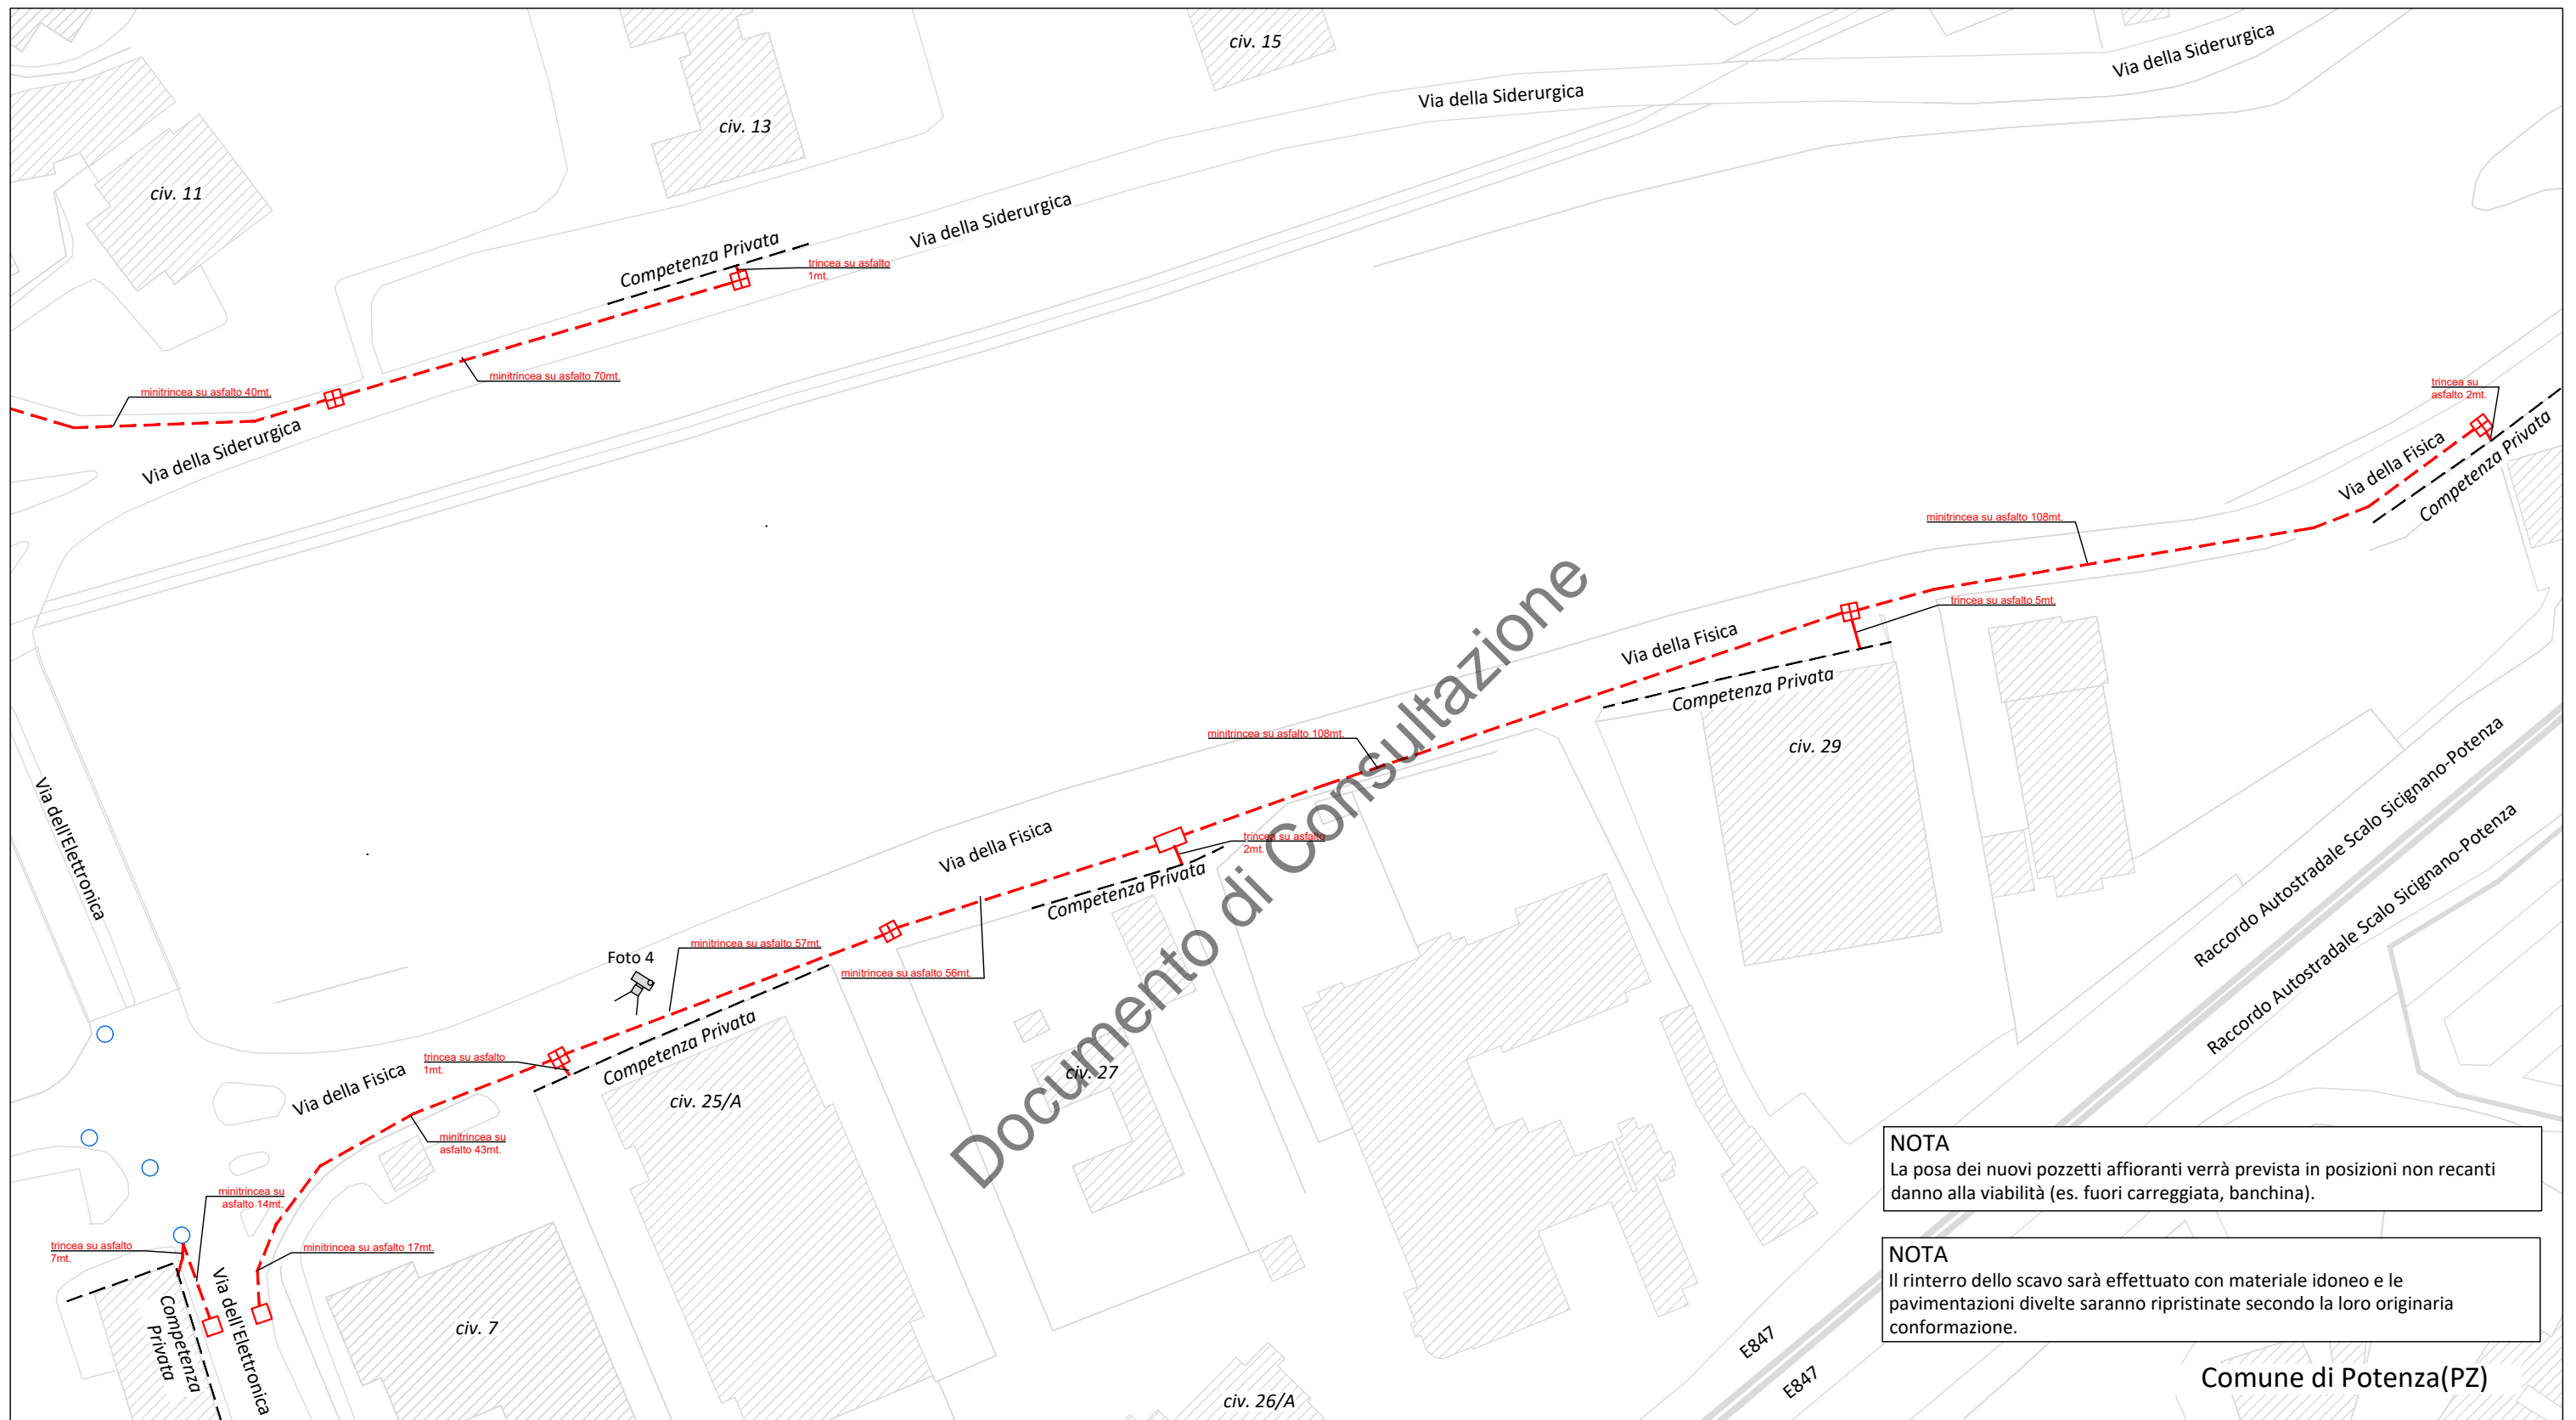 civ. 15
Via della Siderurgica
Via della Siderurgica
civ. 13
civ. 11
Via della Siderurgica
Competenza Privata
trincea su asfalto
1mt.
minitrincea su asfalto 70mt.
minitrincea su asfalto 40mt.
Via della Siderurgica
trincea su
asfalto 2mt.
Via della Fisica
Competenza Privata
minitrincea su asfalto 108mt.
trincea su asfalto 5mt.
Via della Fisica
Competenza Privata
civ. 29
minitrincea su asfalto 108mt.
Raccordo Autostradale Scalo Sicignano-Potenza
Raccordo Autostradale Scalo Sicignano-Potenza
Via dell'Elettronica
Via della Fisica
trincea su asfalto
2mt.
Competenza Privata
Documento di Consultazione
minitrincea su asfalto 57mt.
Foto 4
minitrincea su asfalto 56mt.
Competenza Privata
trincea su asfalto
1mt.
Via della Fisica
civ. 25/A
civ. 27
minitrincea su
asfalto 43mt.
minitrincea su
asfalto 14mt.
trincea su asfalto
7mt.
minitrincea su asfalto 17mt.
Competenza
Privata
Via dell'Elettronica
civ. 7
civ. 26/A
E847
E847
NOTA
La posa dei nuovi pozzetti affioranti verrà prevista in posizioni non recanti
danno alla viabilità (es. fuori carreggiata, banchina).
NOTA
Il rinterro dello scavo sarà effettuato con materiale idoneo e le
pavimentazioni divelte saranno ripristinate secondo la loro originaria
conformazione.
Comune di Potenza(PZ)